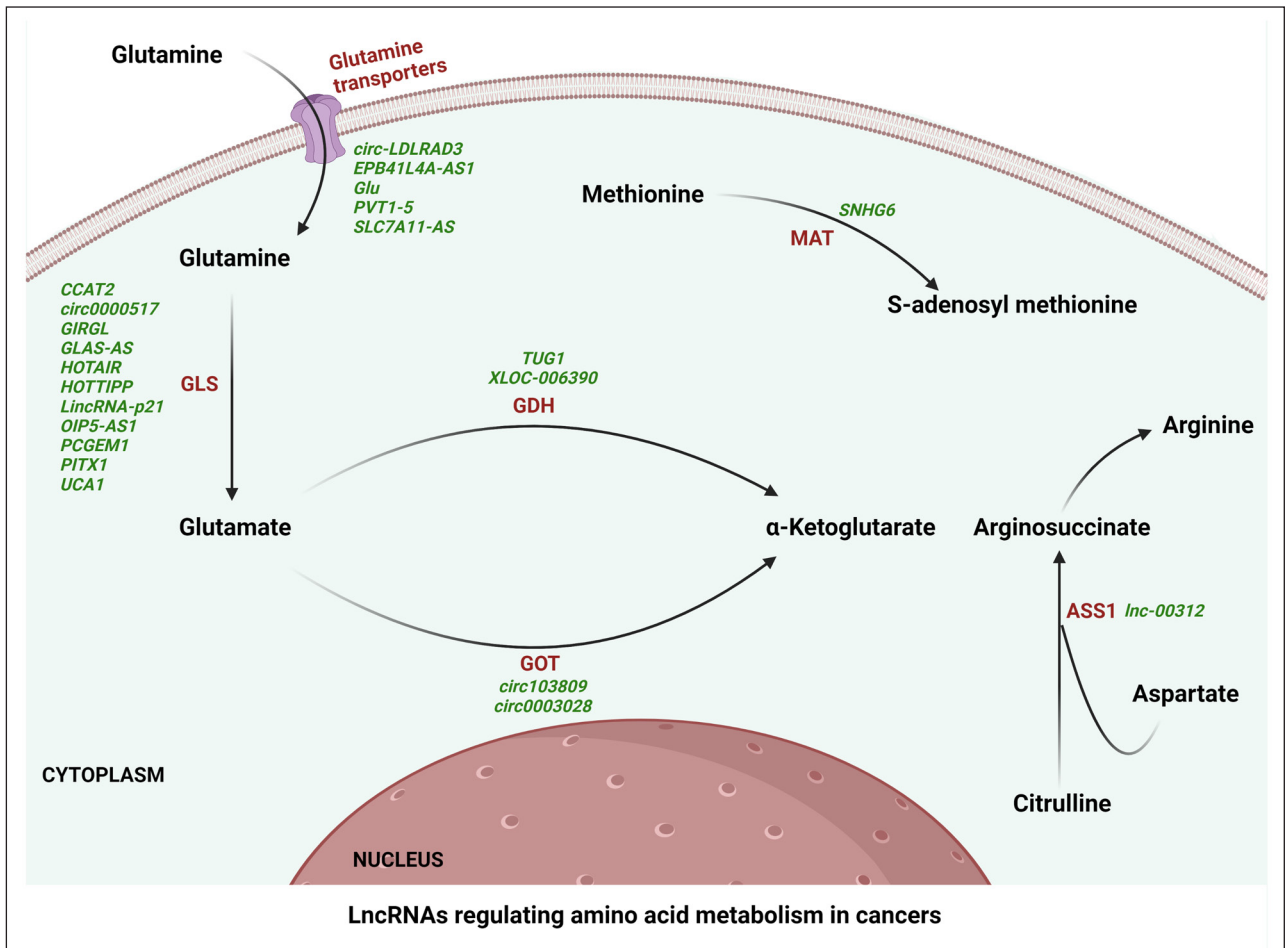 Glutamine
Glutamine
transporters
circ-LDLRAD3
EPB41L4A-AS1
Glu
PVT1-5
SLC7A11-AS
Methionine
SNHG6
MAT
S-adenosyl methionine
Glutamine
CCAT2
circ0000517
GIRGL
GLAS-AS
HOTAIR
HOTTIPP
LincRNA-p21
OIP5-AS1
PCGEM1
PITX1
UCA1
GLS
TUG1
XLOC-006390
GDH
Glutamate
α-Ketoglutarate
GOT
circ103809
circ0003028
Arginine
Arginosuccinate
ASS1 lnc-00312
Aspartate
Citrulline
CYTOPLASM
NUCLEUS
LncRNAs regulating amino acid metabolism in cancers